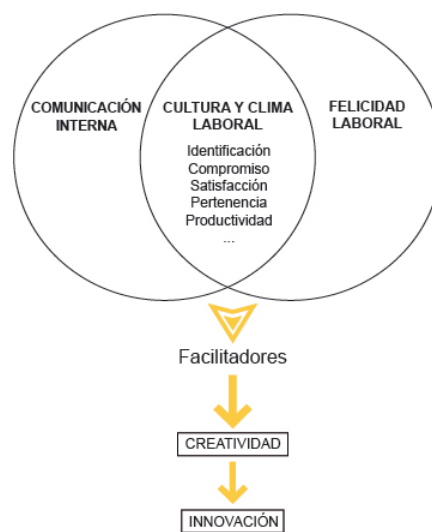 COMUNICACIÓN
INTERNA
CULTURA Y CLIMA
LABORAL
Identificación
Compromiso
Satisfacción
Pertenencia
Productividad
...
FELICIDAD
LABORAL
Facilitadores
CREATIVIDAD
INNOVACIÓN